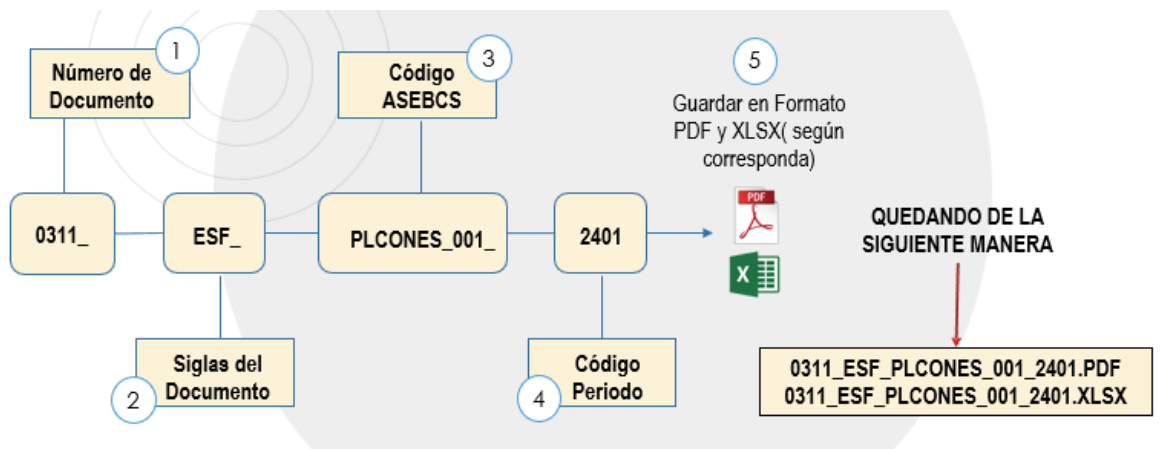 1
Número de
Documento
3
Código
ASEBCS
5
Guardar en Formato
PDF y XLSX( según
corresponda)
PDF
X
0311_
ESF_
PLCONES_001_
2401
QUEDANDO DE LA
SIGUIENTE MANERA
2
Siglas del
Documento
4
Código
Periodo
0311_ESF_PLCONES_001_2401.PDF
0311_ESF_PLCONES_001_2401.XLSX